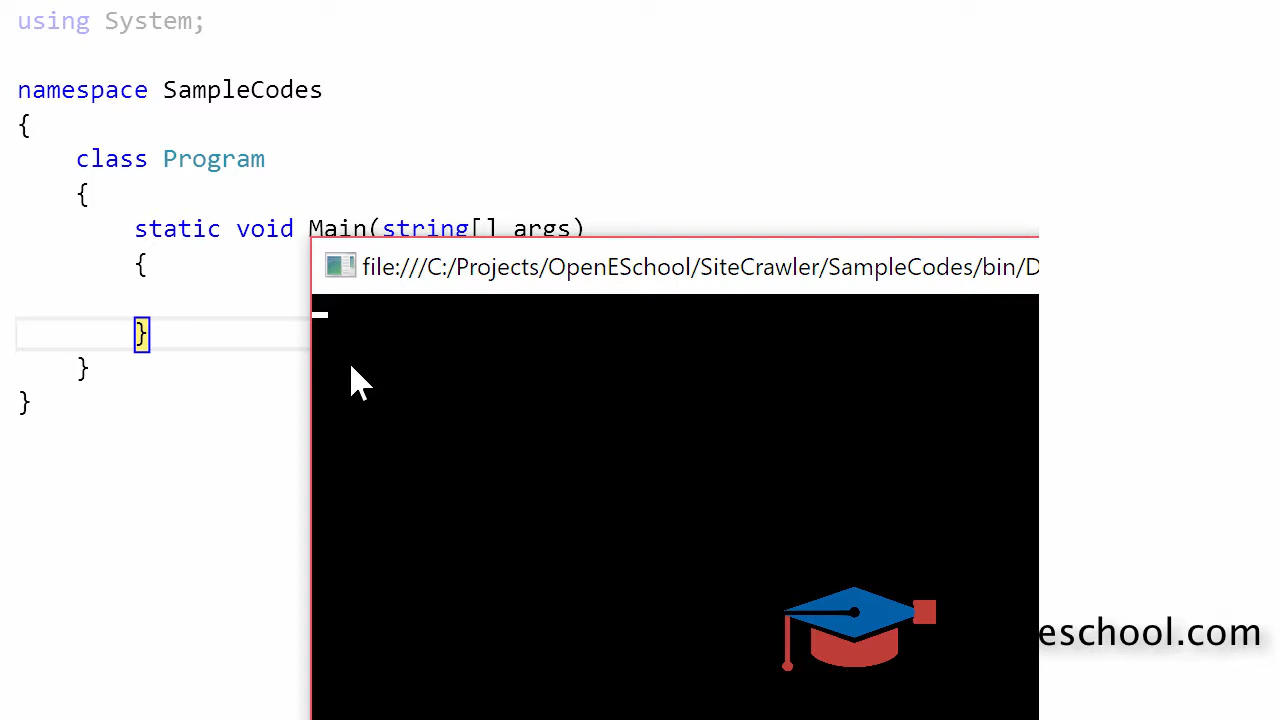 using System;
namespace SampleCodes
{
class Program
{
static void Main(string[] args)
{
file:///C:/Projects/OpenESchool/SiteCrawler/SampleCodes/bin/D
}
}
}
eschool.com